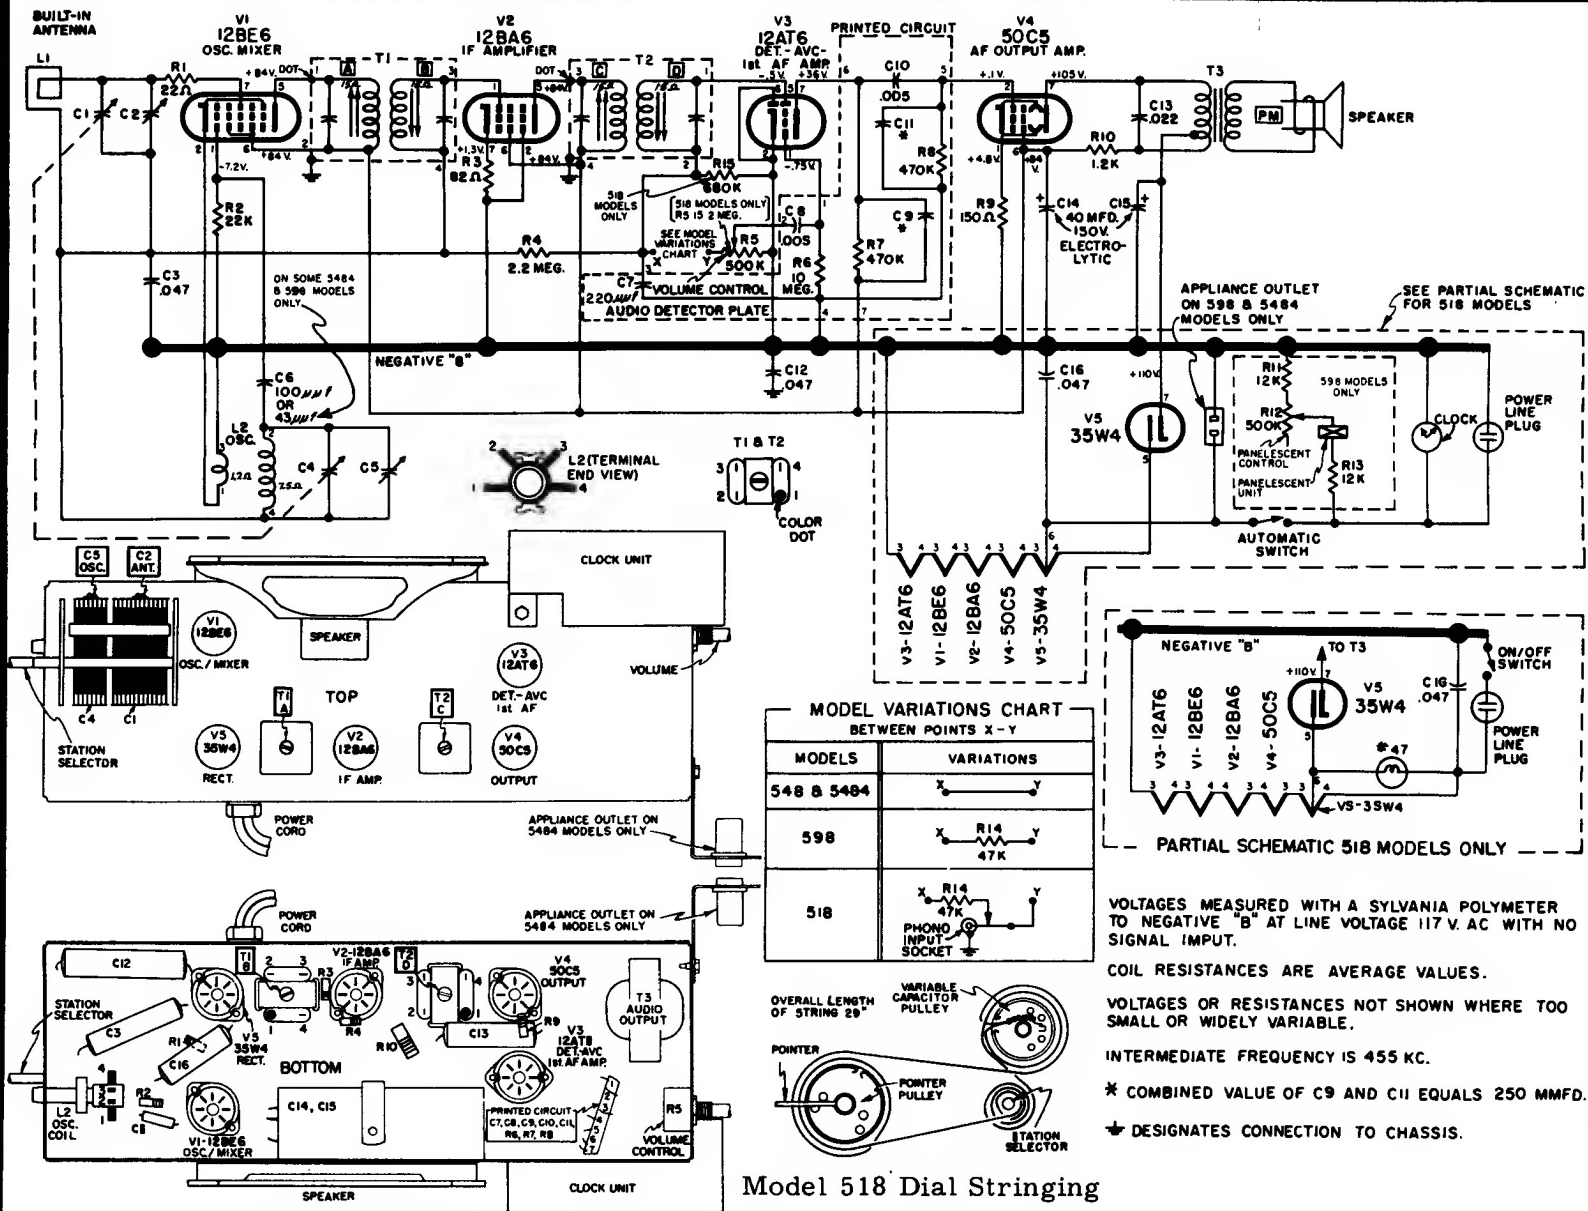 BUILT-IN
ANTENNA
L1
V1
12BE6
OSC. MIXER
V2
12BA6
IF AMPLIFIER
V3
12AT6
DET.-AVC-
1st AF AMP.
PRINTED CIRCUIT
V4
50C5
AF OUTPUT AMP.
R1
22Ω
+84V.
DOT
T1
A
B
DOT
+84V
T2
C
D
-.5V.
+36V.
C10
.005
C11
*
R8
470K
+.1V.
+105V.
C13
.022
R10
1.2K
T3
PM
SPEAKER
C1
C2
-7.2V.
+84V.
+1.3V.
R3
82Ω
+84V.
R15
680K
-.75V.
+4.8V.
+84
V.
R2
22K
518
MODELS
ONLY
518 MODELS ONLY
R5 IS 2 MEG.
SEE MODEL
VARIATIONS
CHART
X
Y
R5
500K
C8
.005
C9
*
R9
150Ω
C14
C15
40 MFD.
150V.
ELECTRO-
LYTIC
R4
2.2 MEG.
R6
10
MEG.
R7
470K
C3
.047
C7
220μμf
VOLUME CONTROL
AUDIO DETECTOR PLATE
ON SOME 5484
& 598 MODELS
ONLY
APPLIANCE OUTLET
ON 598 & 5484
MODELS ONLY
SEE PARTIAL SCHEMATIC
FOR 518 MODELS
NEGATIVE "B"
C6
100μμf
OR
43μμf
C12
.047
C16
.047
+110V.
V5
35W4
R11
12K
598 MODELS
ONLY
R12
500K
PANELESCENT
CONTROL
PANELESCENT
UNIT
R13
12K
CLOCK
POWER
LINE
PLUG
L2
OSC.
1.2Ω
7.5Ω
C4
C5
L2 (TERMINAL
END VIEW)
T1 & T2
COLOR
DOT
AUTOMATIC
SWITCH
V3-12AT6
V1-12BE6
V2-12BA6
V4-50C5
V5-35W4
C5
OSC.
C2
ANT.
CLOCK UNIT
V1
12BE6
OSC./MIXER
SPEAKER
V3
12AT6
DET.-AVC
1st AF
VOLUME
C4
C1
T1
A
TOP
T2
C
STATION
SELECTOR
V5
35W4
RECT.
V2
12BA6
IF AMP.
V4
50C5
OUTPUT
POWER
CORD
APPLIANCE OUTLET ON
5484 MODELS ONLY
MODEL VARIATIONS CHART
BETWEEN POINTS X-Y
MODELS
VARIATIONS
548 & 5484
X
Y
598
X
R14
47K
Y
518
X
R14
47K
Y
PHONO
INPUT
SOCKET
NEGATIVE "B"
TO T3
ON/OFF
SWITCH
+110V.
V5
35W4
C16
.047
V3-12AT6
V1-12BE6
V2-12BA6
V4-50C5
#47
POWER
LINE
PLUG
V5-35W4
PARTIAL SCHEMATIC 518 MODELS ONLY
POWER
CORD
APPLIANCE OUTLET ON
5484 MODELS ONLY
C12
T1
B
V2-12BA6
IF AMP.
R3
T2
D
V4
50C5
OUTPUT
T3
AUDIO
OUTPUT
STATION
SELECTOR
C3
R1
C16
V5
35W4
RECT.
R4
R10
C13
R9
V3
12AT6
DET.-AVC
1st. AF AMP.
BOTTOM
L2
OSC.
COIL
R2
C8
V1-12BE6
OSC./MIXER
C14, C15
PRINTED CIRCUIT
C7, C8, C9, C10, C11,
R6, R7, R8
R5
VOLUME
CONTROL
SPEAKER
CLOCK UNIT
OVERALL LENGTH
OF STRING 29"
VARIABLE
CAPACITOR
PULLEY
POINTER
POINTER
PULLEY
STATION
SELECTOR
Model 518 Dial Stringing
VOLTAGES MEASURED WITH A SYLVANIA POLYMETER
TO NEGATIVE "B" AT LINE VOLTAGE 117 V. AC WITH NO
SIGNAL IMPUT.
COIL RESISTANCES ARE AVERAGE VALUES.
VOLTAGES OR RESISTANCES NOT SHOWN WHERE TOO
SMALL OR WIDELY VARIABLE.
INTERMEDIATE FREQUENCY IS 455 KC.
* COMBINED VALUE OF C9 AND C11 EQUALS 250 MMFD.
DESIGNATES CONNECTION TO CHASSIS.